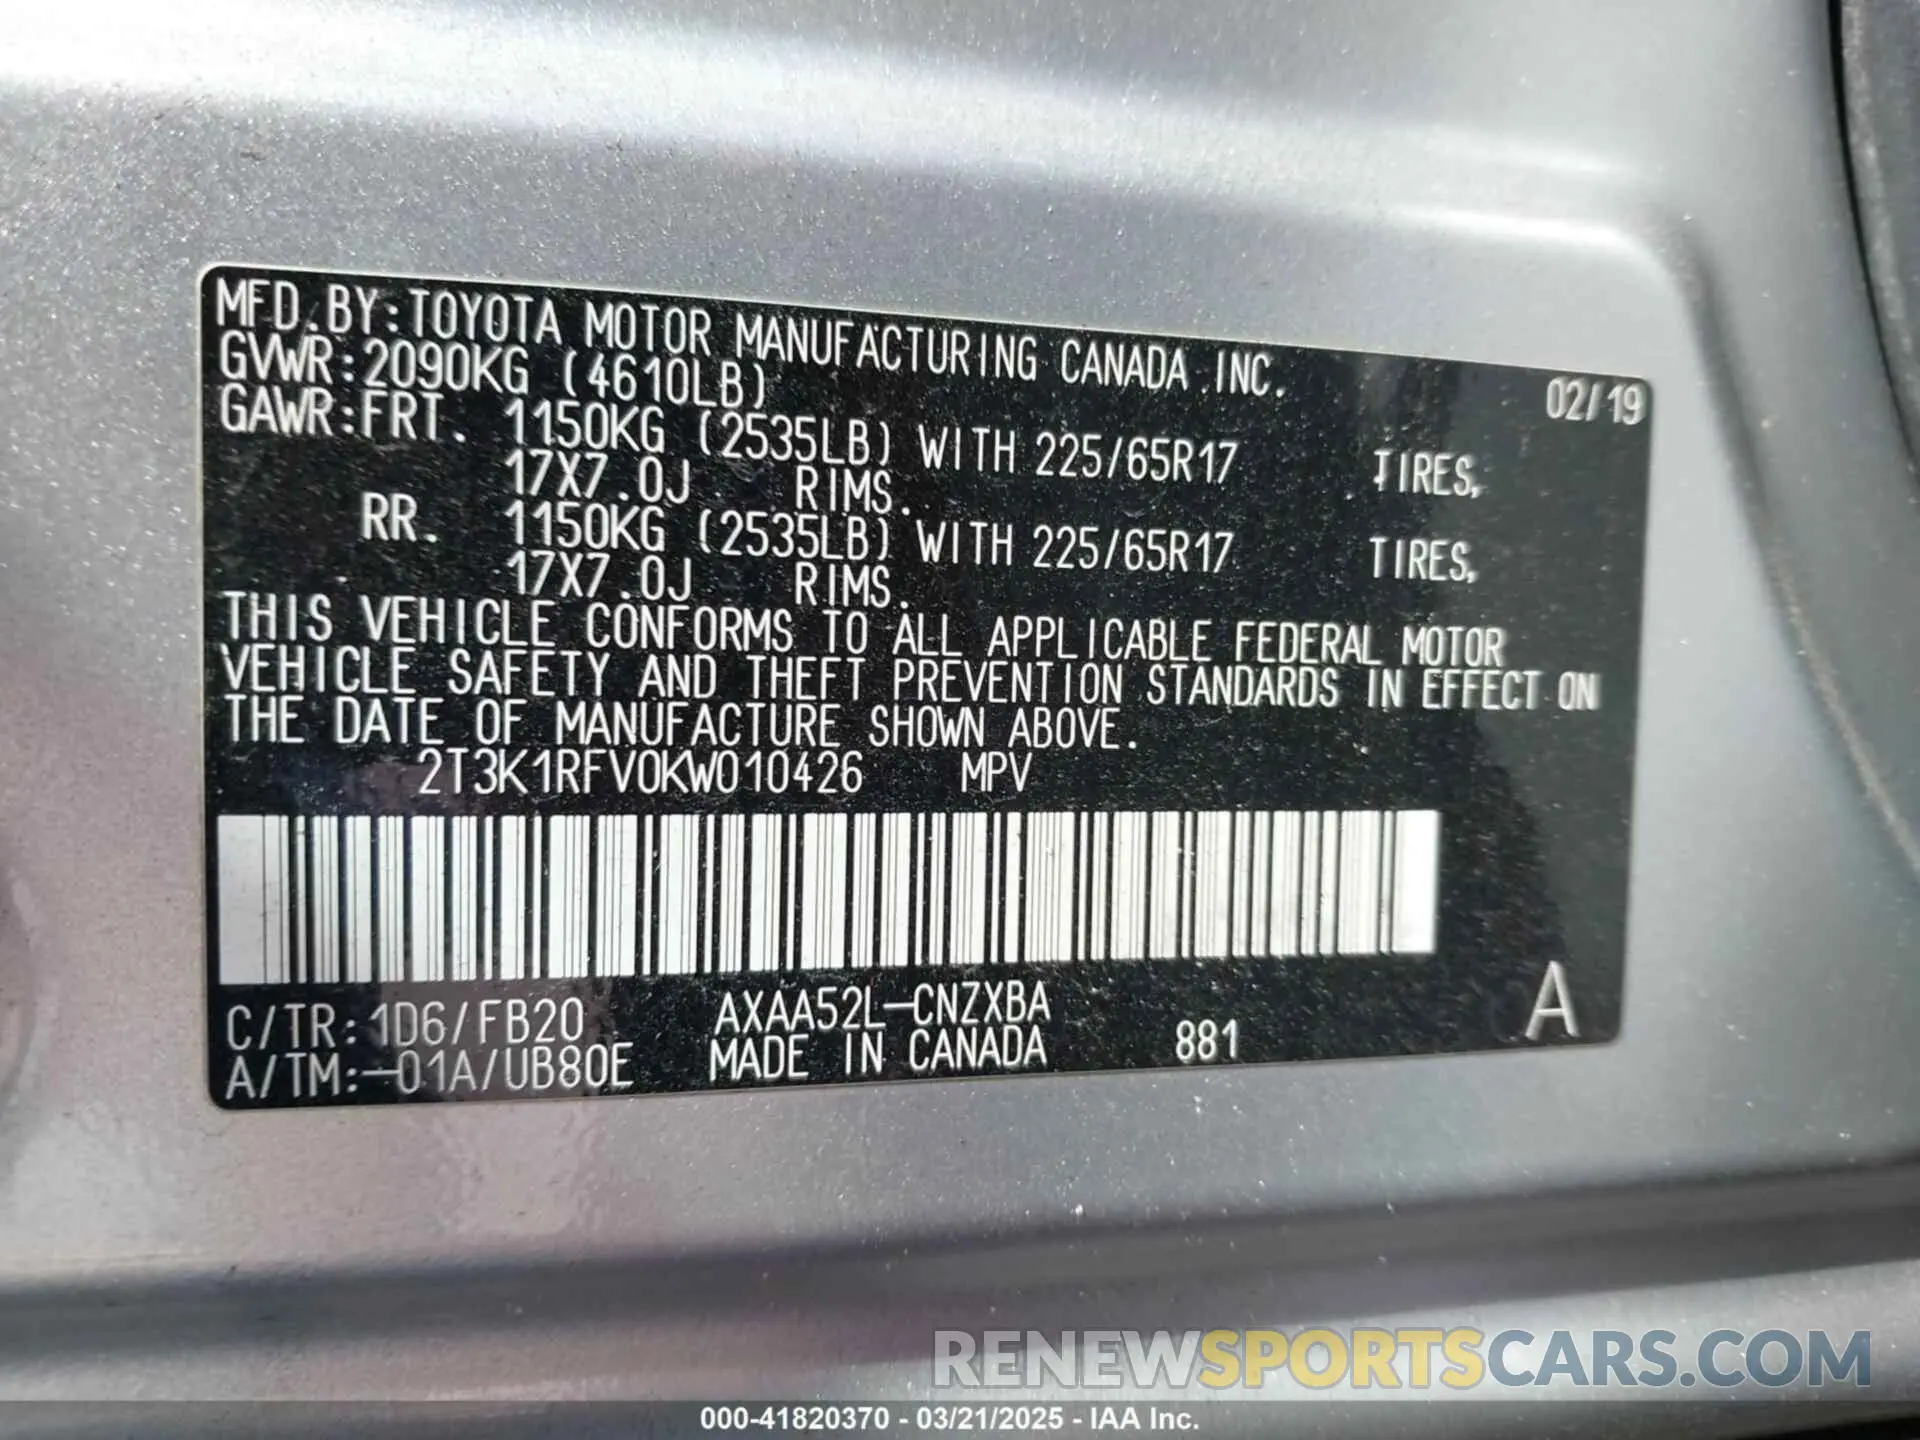 MFD.BY:TOYOTA MOTOR MANUFACTURING CANADA INC. 02/19
GVWR:2090KG (4610LB)
GAWR:FRT. 1150KG (2535LB) WITH 225/65R17 TIRES,
17X7.0J RIMS.
RR. 1150KG (2535LB) WITH 225/65R17 TIRES,
17X7.0J RIMS.
THIS VEHICLE CONFORMS TO ALL APPLICABLE FEDERAL MOTOR
VEHICLE SAFETY AND THEFT PREVENTION STANDARDS IN EFFECT ON
THE DATE OF MANUFACTURE SHOWN ABOVE.
2T3K1RFV0KW010426 MPV
C/TR:1D6/FB20 AXAA52L-CNZXBA A
A/TM:-01A/UB80E MADE IN CANADA 881
RENEWSPORTSCARS.COM
000-41820370 - 03/21/2025 - IAA Inc.